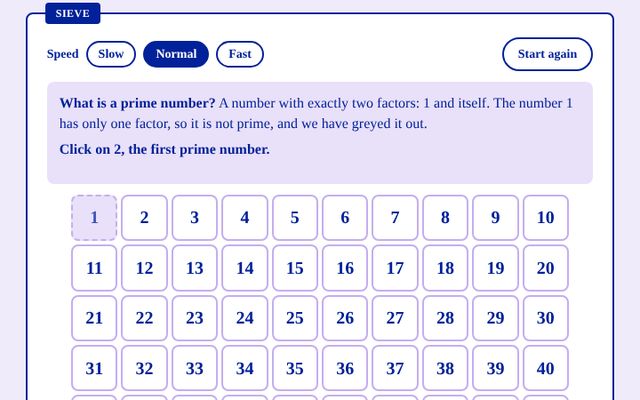 SIEVE
Speed Slow Normal Fast Start again
What is a prime number? A number with exactly two factors: 1 and itself. The number 1
has only one factor, so it is not prime, and we have greyed it out.
Click on 2, the first prime number.
1 2 3 4 5 6 7 8 9 10
11 12 13 14 15 16 17 18 19 20
21 22 23 24 25 26 27 28 29 30
31 32 33 34 35 36 37 38 39 40